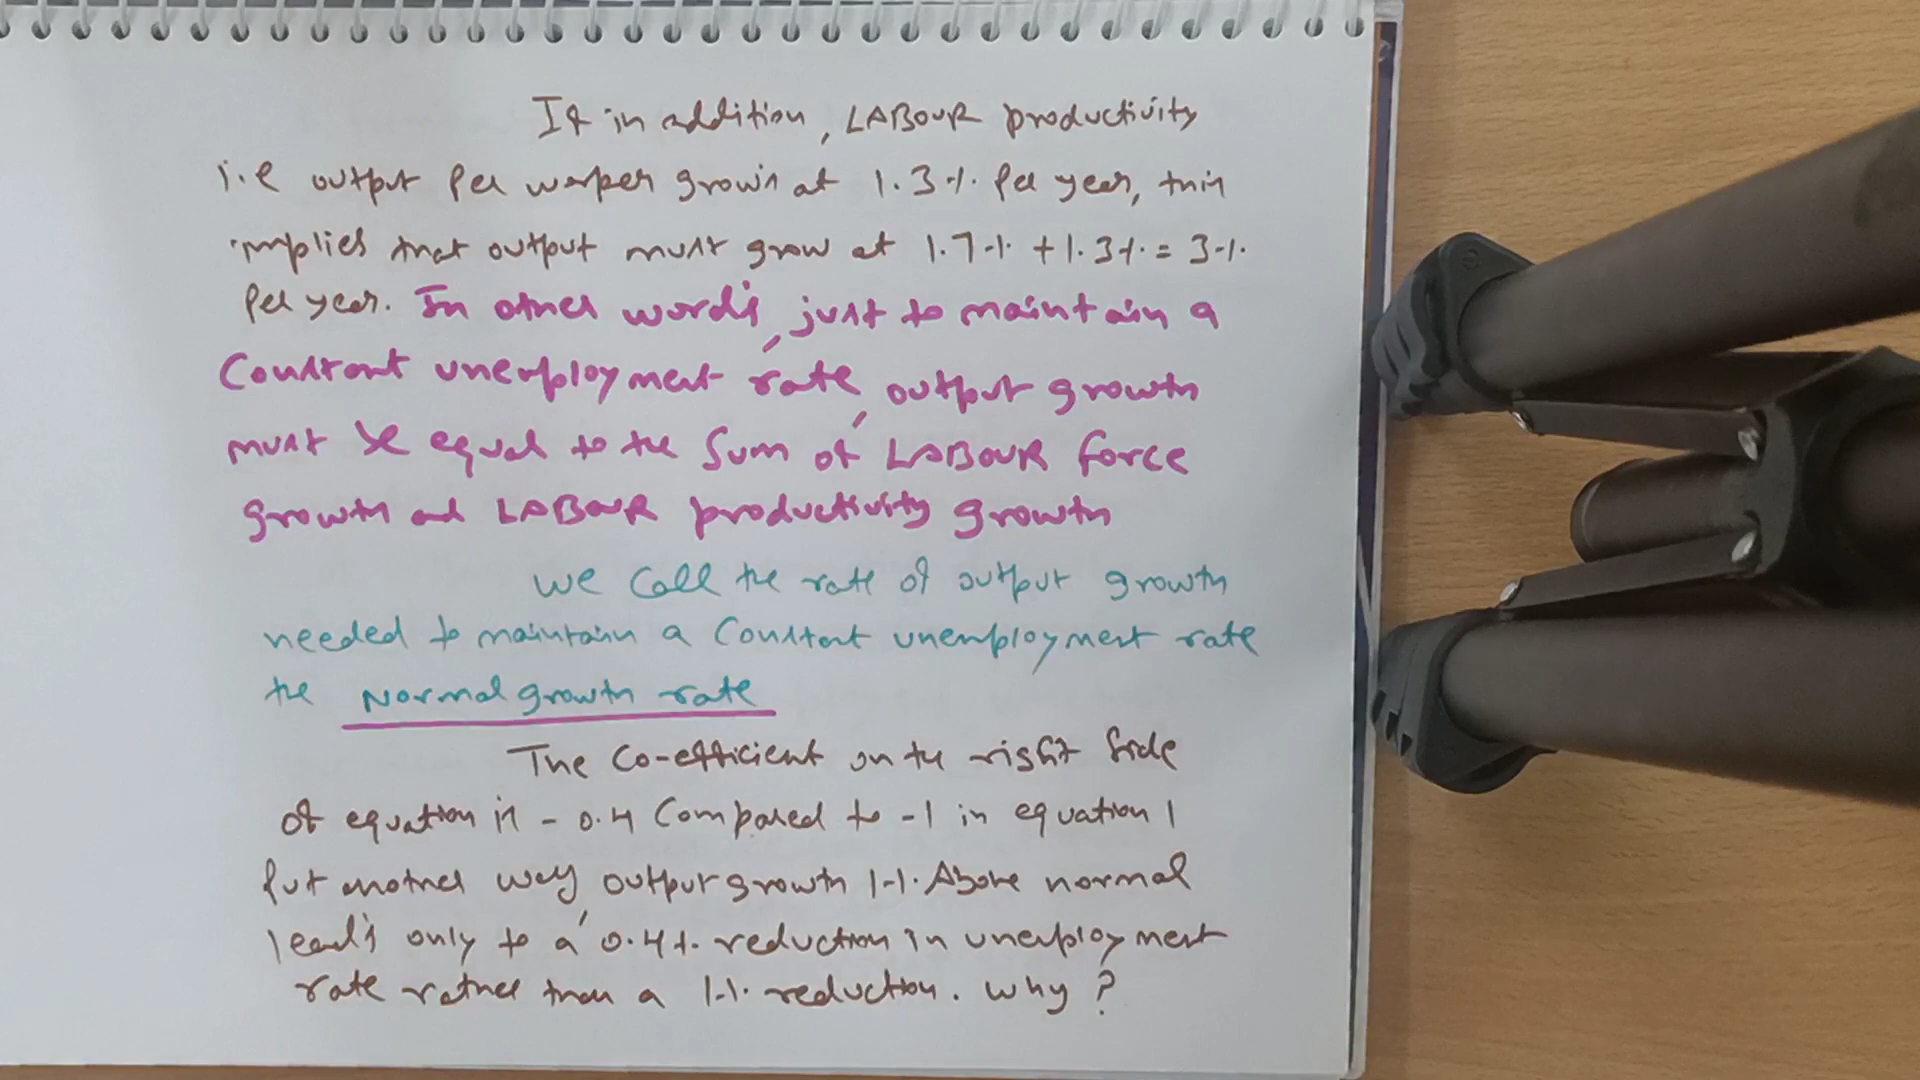 If in addition, LABOUR productivity
i.e output per worker grows at 1.3% per year, this
implies that output must grow at 1.7% + 1.3% = 3%
per year. In other words, just to maintain a
Constant unemployment rate, output growth
must be equal to the sum of LABOUR force
growth and LABOUR productivity growth
We call the rate of output growth
needed to maintain a constant unemployment rate
the Normal growth rate
The co-efficient on the right side
of equation is - 0.4 compared to -1 in equation 1
Put another way, output growth 1% Above normal
leads only to a 0.4% reduction in unemployment
rate rather than a 1% reduction. Why?